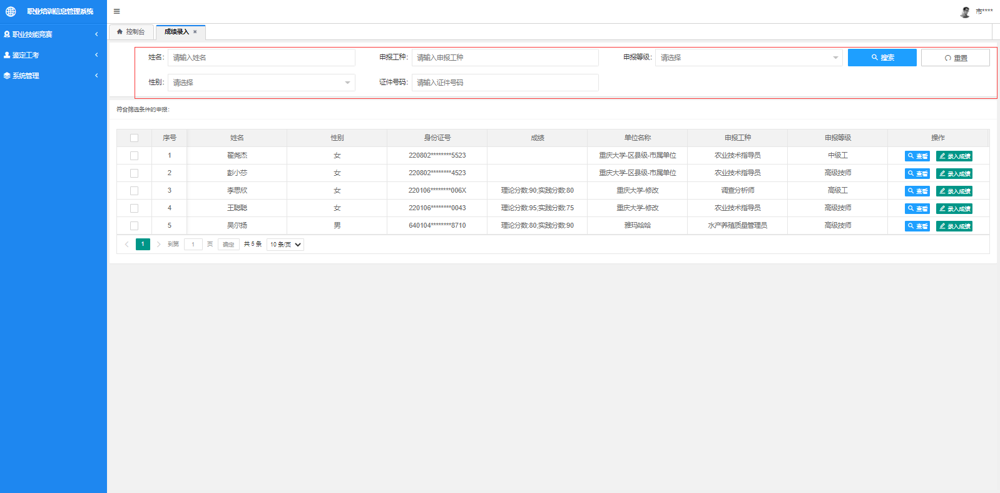 职业培训信息管理系统
市****
职业技能竞赛
鉴定工考
系统管理
控制台 成绩录入
姓名: 请输入姓名 申报工种: 请输入申报工种 申报等级: 请选择 搜索 重置
性别: 请选择 证件号码: 请输入证件号码
符合筛选条件的申报:
序号 姓名 性别 身份证号 成绩 单位名称 申报工种 申报等级 操作
1 翟尧杰 女 220802********5523 重庆大学-区县级-市属单位 农业技术指导员 中级工 查看 录入成绩
2 彭小莎 女 220802********4523 重庆大学-区县级-市属单位 农业技术指导员 高级技师 查看 录入成绩
3 李思欣 女 220106********006X 理论分数:90;实践分数:80 重庆大学-修改 调查分析师 高级工 查看 录入成绩
4 王聪聪 女 220106********0043 理论分数:95;实践分数:75 重庆大学-修改 农业技术指导员 高级技师 查看 录入成绩
5 吴尔扬 男 640104********8710 理论分数:80;实践分数:90 雅玛哈哈 水产养殖质量管理员 高级技师 查看 录入成绩
1 到第 1 页 确定 共 5 条 10 条/页